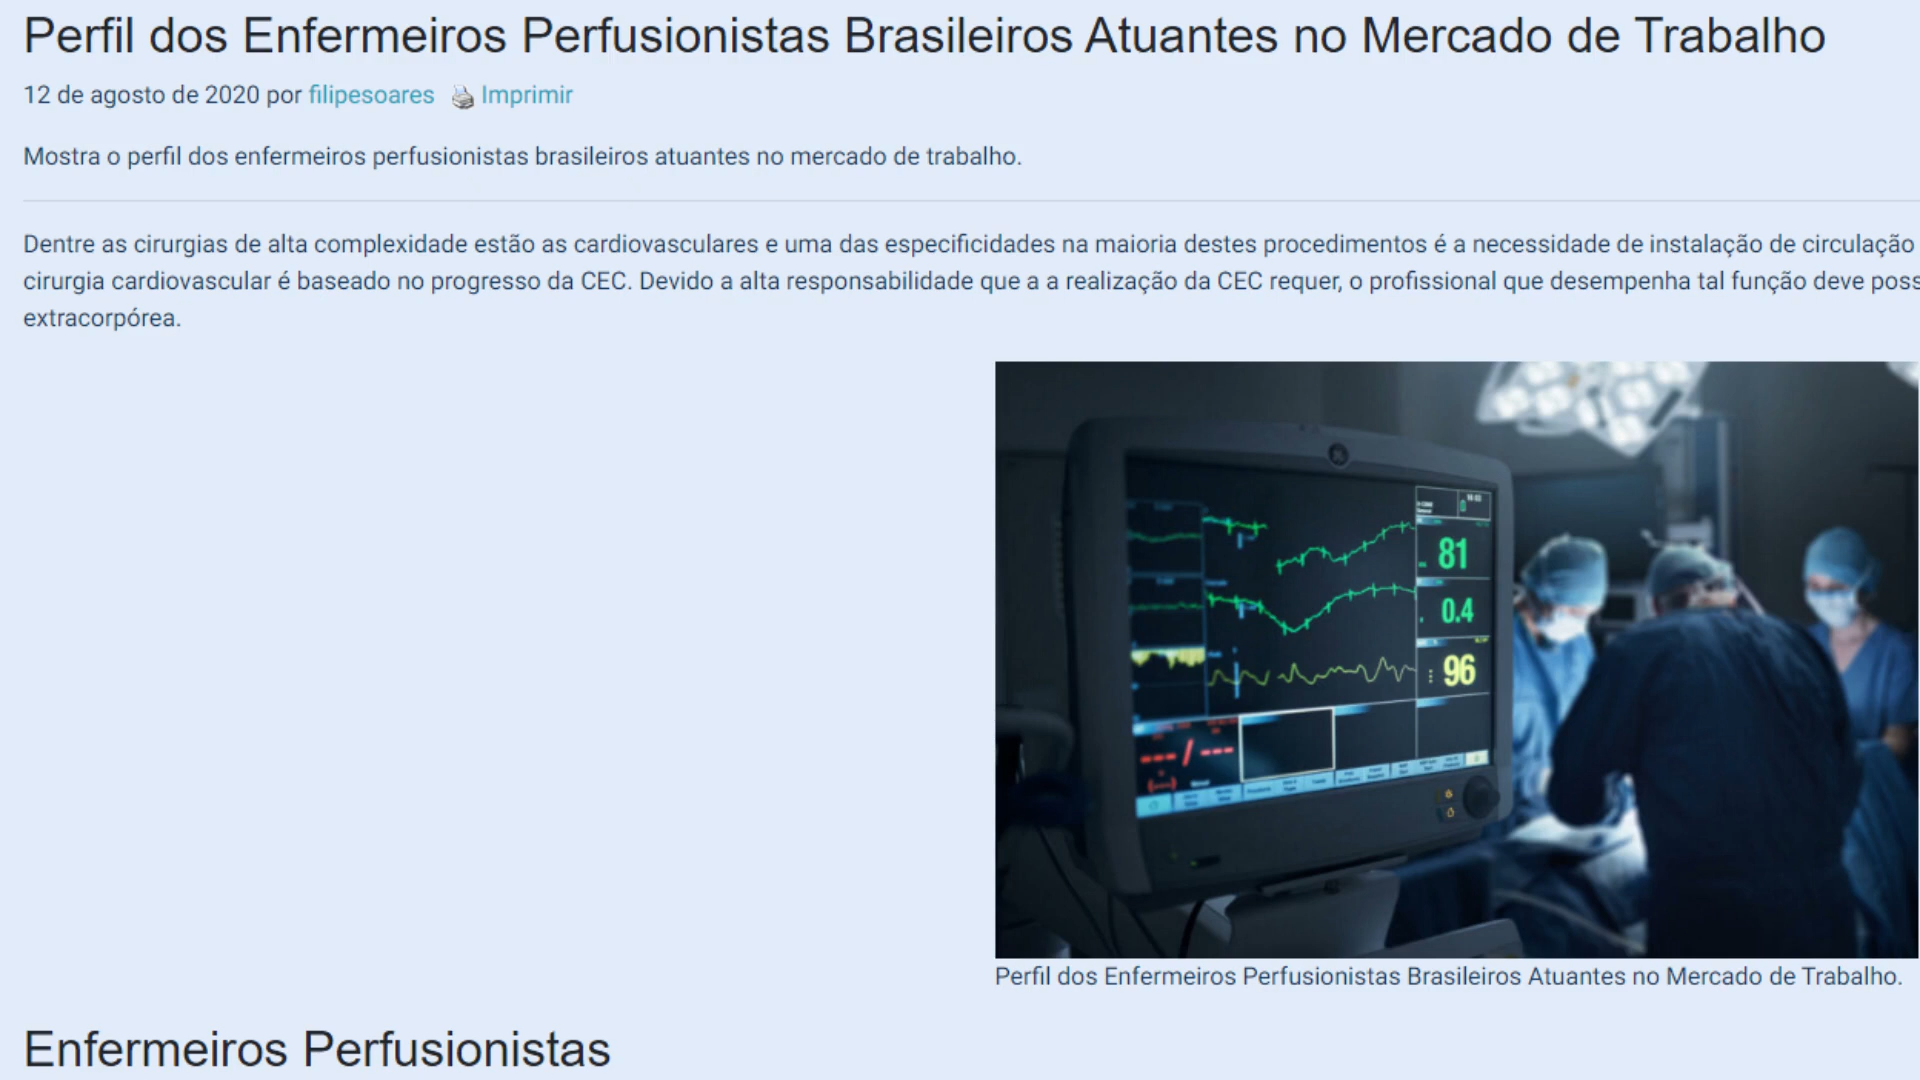 Perfil dos Enfermeiros Perfusionistas Brasileiros Atuantes no Mercado de Trabalho
12 de agosto de 2020 por filipesoares Imprimir
Mostra o perfil dos enfermeiros perfusionistas brasileiros atuantes no mercado de trabalho.
Dentre as cirurgias de alta complexidade estão as cardiovasculares e uma das especificidades na maioria destes procedimentos é a necessidade de instalação de circulação
cirurgia cardiovascular é baseado no progresso da CEC. Devido a alta responsabilidade que a a realização da CEC requer, o profissional que desempenha tal função deve poss
extracorpórea.
81
0.4
96
--- / ---
Perfil dos Enfermeiros Perfusionistas Brasileiros Atuantes no Mercado de Trabalho.
Enfermeiros Perfusionistas